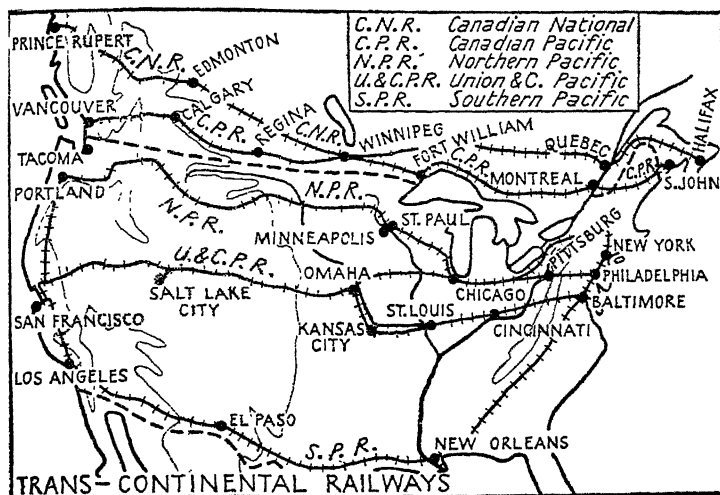 C.N.R. Canadian National
C.P.R. Canadian Pacific
N.P.R. Northern Pacific
U.&C.P.R. Union & C. Pacific
S.P.R. Southern Pacific
PRINCE RUPERT
C.N.R.
EDMONTON
VANCOUVER
CALGARY
C.P.R.
REGINA
C.N.R.
WINNIPEG
FORT WILLIAM
C.P.R.
QUEBEC
HALIFAX
TACOMA
MONTREAL
C.P.R.
S. JOHN
PORTLAND
N.P.R.
N.P.R.
ST. PAUL
MINNEAPOLIS
PITTSBURG
NEW YORK
U.&C.P.R.
OMAHA
PHILADELPHIA
SALT LAKE
CITY
CHICAGO
BALTIMORE
SAN FRANCISCO
KANSAS
CITY
ST. LOUIS
CINCINNATI
LOS ANGELES
EL PASO
S.P.R.
NEW ORLEANS
TRANS-CONTINENTAL RAILWAYS